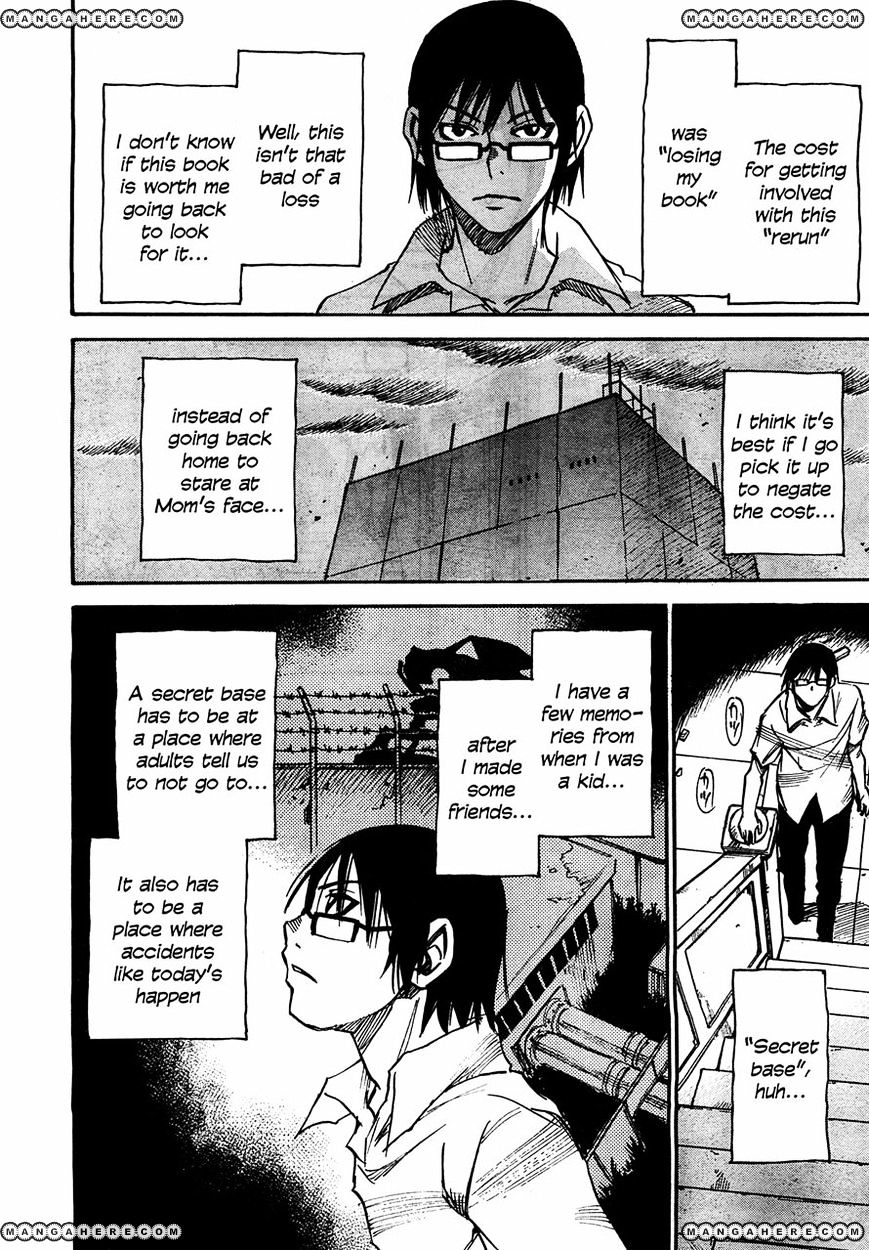 MANGAHERE.COM
MANGAHERE.COM
The cost
for getting
involved
with this
"rerun"
was
"losing
my
book"
Well, this
isn't that
bad of a
loss
I don't know
if this book
is worth me
going back
to look
for it...
I think it's
best if I go
pick it up
to negate
the cost...
instead of
going back
home to
stare at
Mom's face...
カッ
カッ
"Secret
base",
huh...
I have a
few memo-
ries from
when I was
a kid...
after
I made
some
friends...
A secret base
has to be at
a place where
adults tell us
to not go to...
It also has
to be a
place where
accidents
like today's
happen
MANGAHERE.COM
MANGAHERE.COM